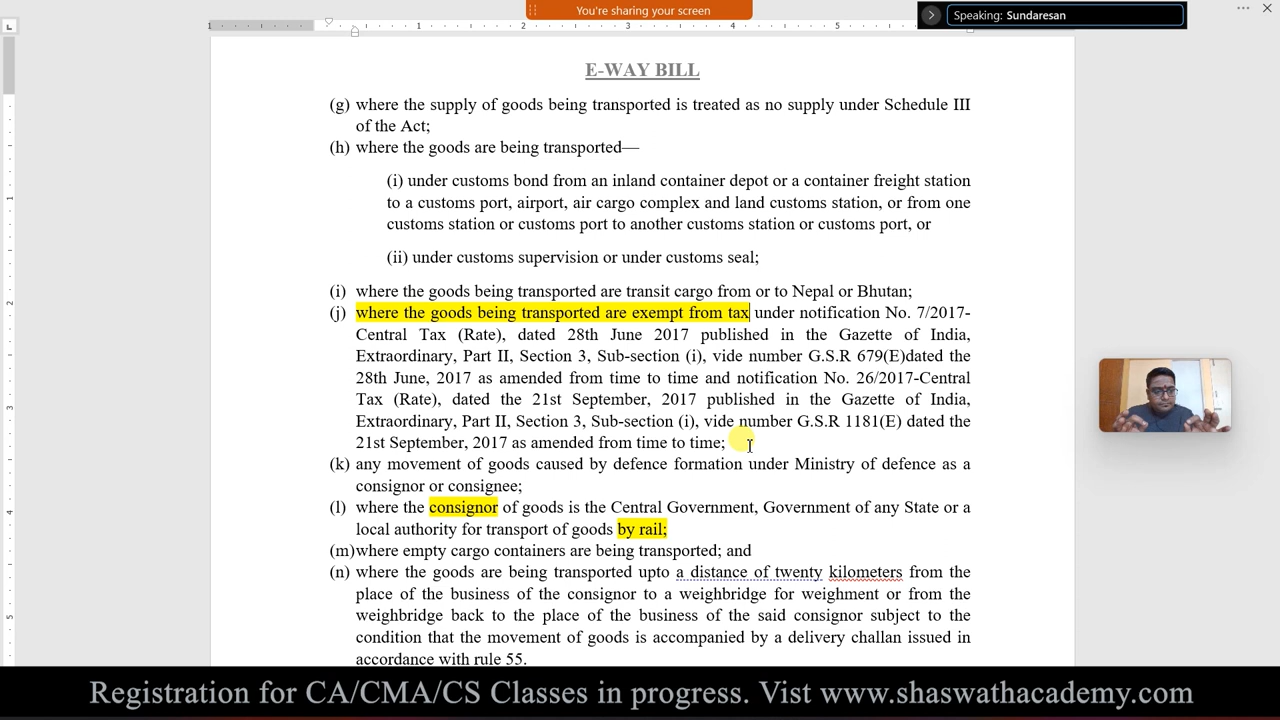 You're sharing your screen
Speaking: Sundaresan
1 1 2 3 4 5
E-WAY BILL
(g) where the supply of goods being transported is treated as no supply under Schedule III
of the Act;
(h) where the goods are being transported—
(i) under customs bond from an inland container depot or a container freight station
to a customs port, airport, air cargo complex and land customs station, or from one
customs station or customs port to another customs station or customs port, or
(ii) under customs supervision or under customs seal;
(i) where the goods being transported are transit cargo from or to Nepal or Bhutan;
(j) where the goods being transported are exempt from tax under notification No. 7/2017-
Central Tax (Rate), dated 28th June 2017 published in the Gazette of India,
Extraordinary, Part II, Section 3, Sub-section (i), vide number G.S.R 679(E)dated the
28th June, 2017 as amended from time to time and notification No. 26/2017-Central
Tax (Rate), dated the 21st September, 2017 published in the Gazette of India,
Extraordinary, Part II, Section 3, Sub-section (i), vide number G.S.R 1181(E) dated the
21st September, 2017 as amended from time to time;
(k) any movement of goods caused by defence formation under Ministry of defence as a
consignor or consignee;
(l) where the consignor of goods is the Central Government, Government of any State or a
local authority for transport of goods by rail;
(m)where empty cargo containers are being transported; and
(n) where the goods are being transported upto a distance of twenty kilometers from the
place of the business of the consignor to a weighbridge for weighment or from the
weighbridge back to the place of the business of the said consignor subject to the
condition that the movement of goods is accompanied by a delivery challan issued in
accordance with rule 55.
1
2
3
4
5
Registration for CA/CMA/CS Classes in progress. Vist www.shaswathacademy.com